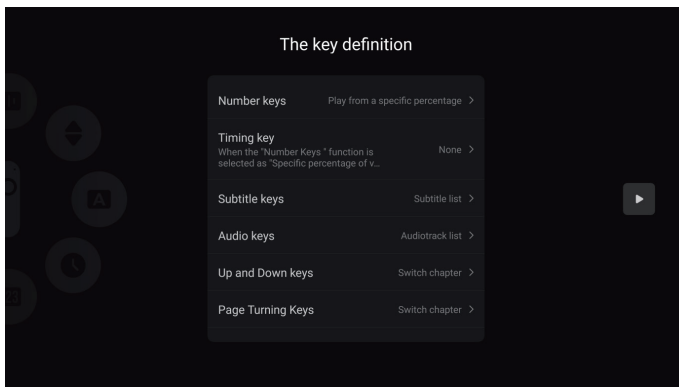 The key definition
Number keys Play from a specific percentage
Timing key
When the "Number Keys " function is
selected as "Specific percentage of v...
None
Subtitle keys Subtitle list
Audio keys Audiotrack list
Up and Down keys Switch chapter
Page Turning Keys Switch chapter
A